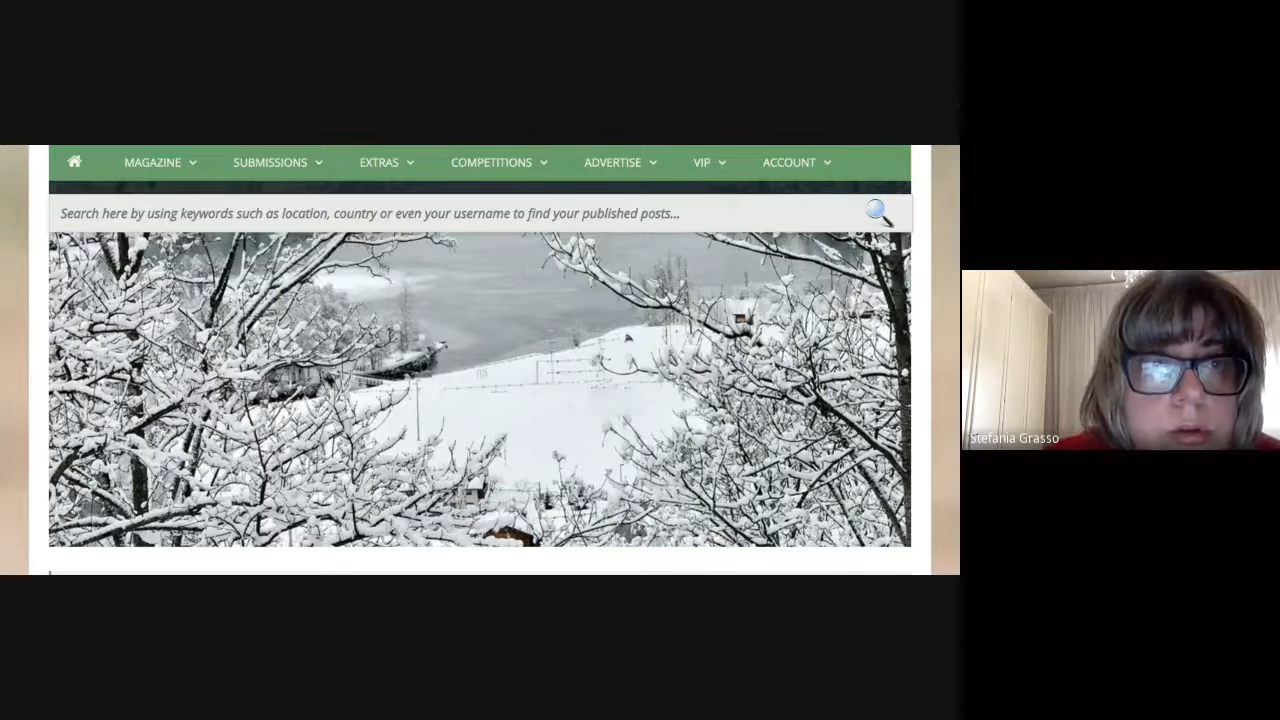 MAGAZINE SUBMISSIONS EXTRAS COMPETITIONS ADVERTISE VIP ACCOUNT
Search here by using keywords such as location, country or even your username to find your published posts...
Stefania Grasso